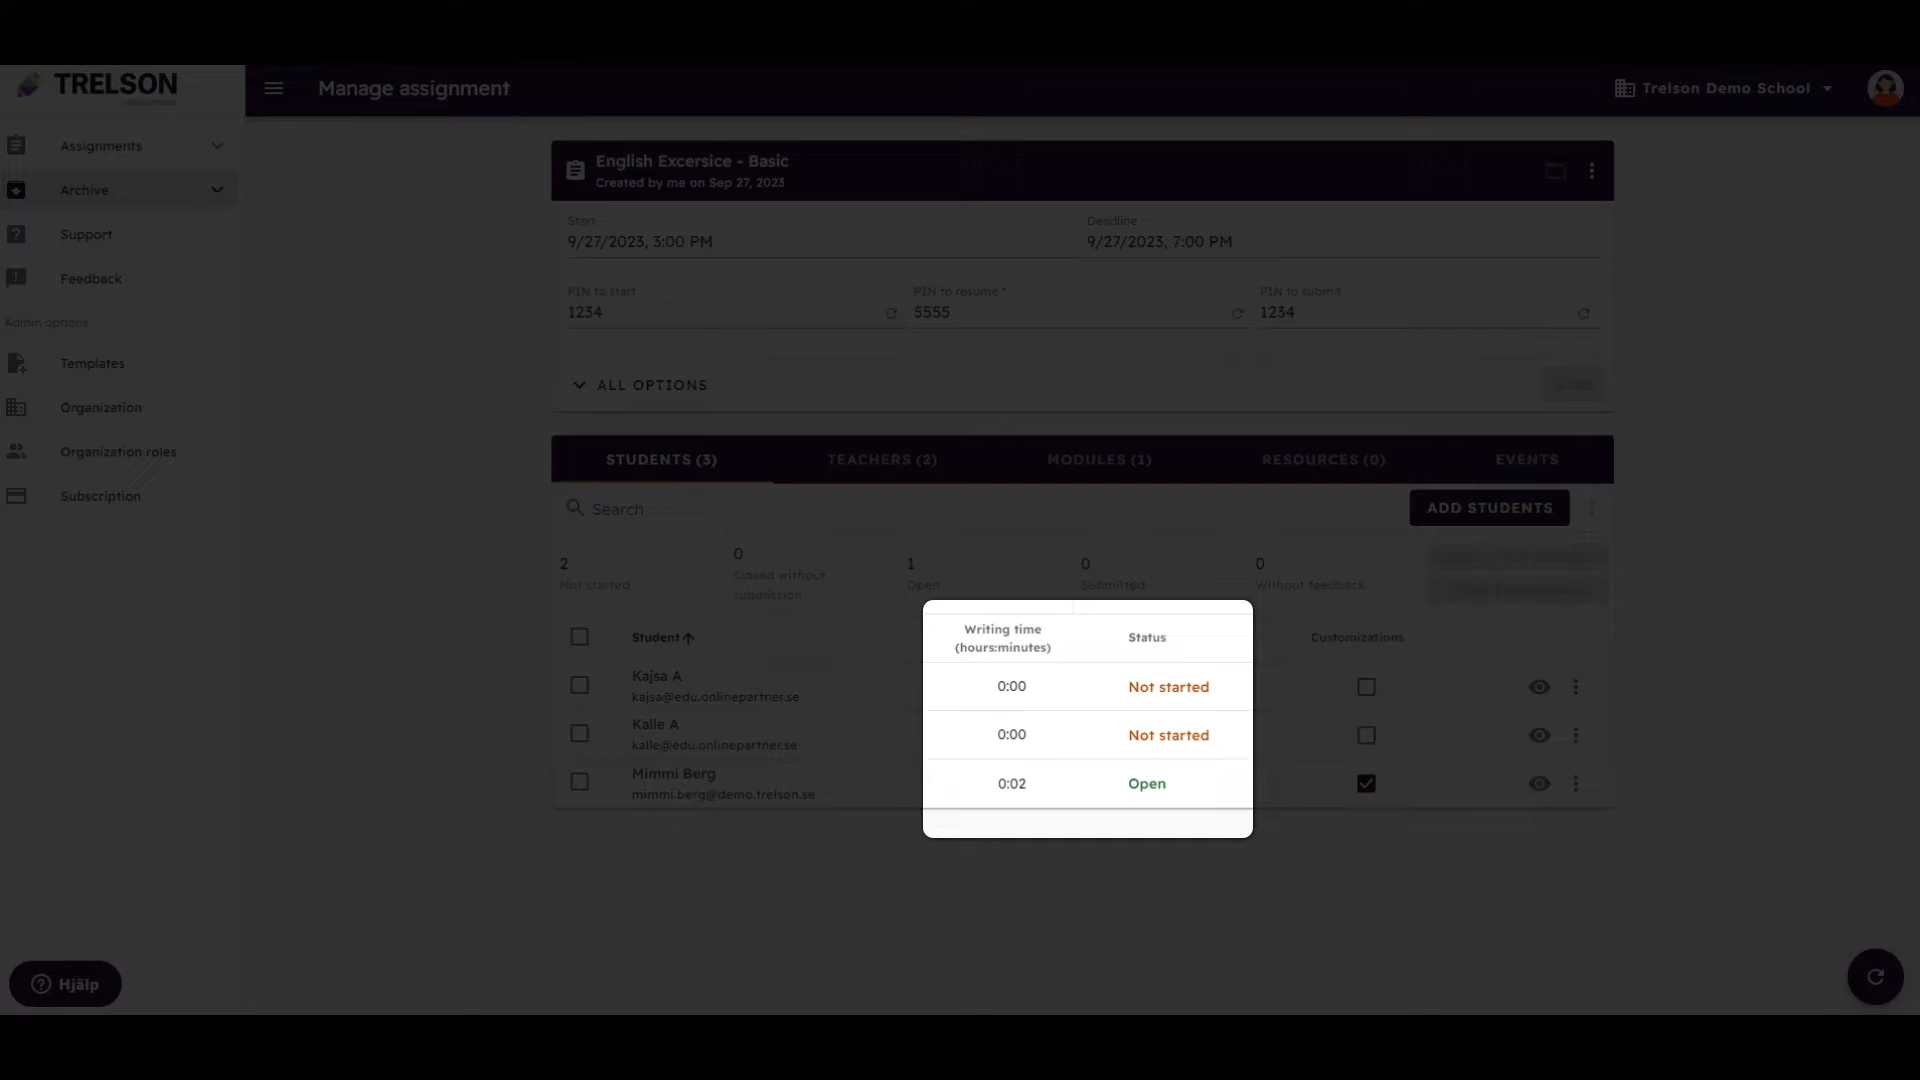 TRELSON
Manage assignment
Trelson Demo School
Assignments
Archive
Support
Feedback
Admin options
Templates
Organization
Organization roles
Subscription
English Excersice - Basic
Created by me on Sep 27, 2023
Start
9/27/2023, 3:00 PM
Deadline
9/27/2023, 7:00 PM
PIN to start
1234
PIN to resume *
5555
PIN to submit
1234
ALL OPTIONS
STUDENTS (3)
TEACHERS (2)
MODULES (1)
RESOURCES (0)
EVENTS
Search
ADD STUDENTS
2
Not started
0
Closed without
submission
1
Open
0
Submitted
0
Without feedback
Student
Writing time
(hours:minutes)
Status
Customizations
Kajsa A
kajsa@edu.onlinepartner.se
0:00
Not started
Kalle A
kalle@edu.onlinepartner.se
0:00
Not started
Mimmi Berg
mimmi.berg@demo.trelson.se
0:02
Open
Hjälp